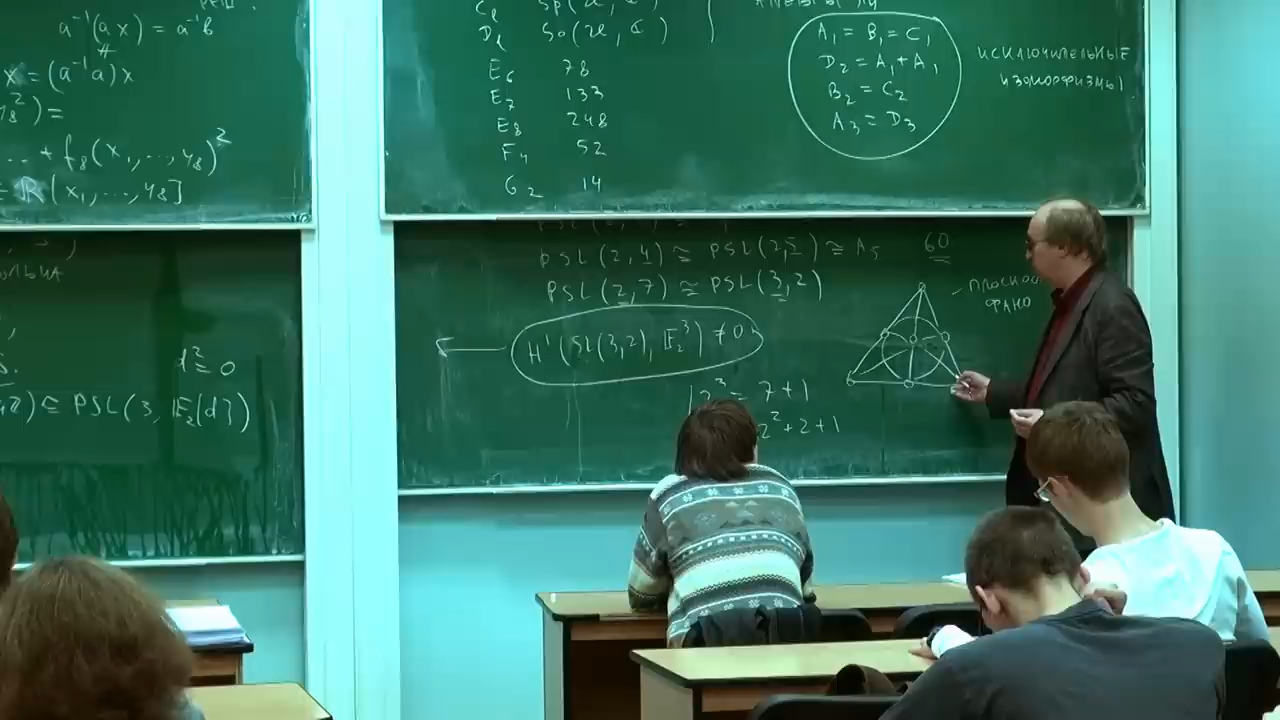 a⁻¹(ax) = a⁻¹b
x = (a⁻¹a)x
... + f₈(x₁,...,y₈)²
ℝ[x₁,...,y₈]
d² = 0
≅ PSL(3, 𝔽₂[d])
Cₗ
Dₗ so(2l, ℂ)
E₆ 78
E₇ 133
E₈ 248
F₄ 52
G₂ 14
A₁ = B₁ = C₁
D₂ = A₁ + A₁
B₂ = C₂
A₃ = D₃
исключительные
изоморфизмы
PSL(2,4) ≅ PSL(2,5) ≅ A₅ 60
PSL(2,7) ≅ PSL(3,2)
H¹(SL(3,2), 𝔽₂³) ≠ 0
2³ = 7+1
2²+2+1
Фано